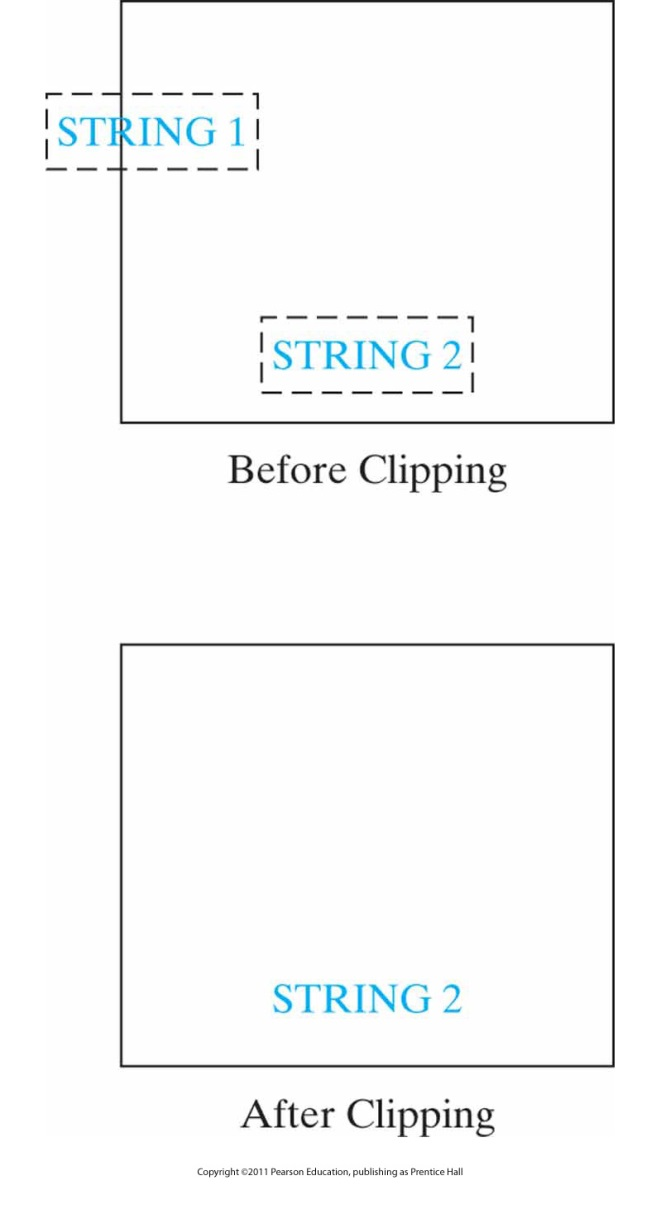 STRING 1
STRING 2
Before Clipping
STRING 2
After Clipping
Copyright ©2011 Pearson Education, publishing as Prentice Hall